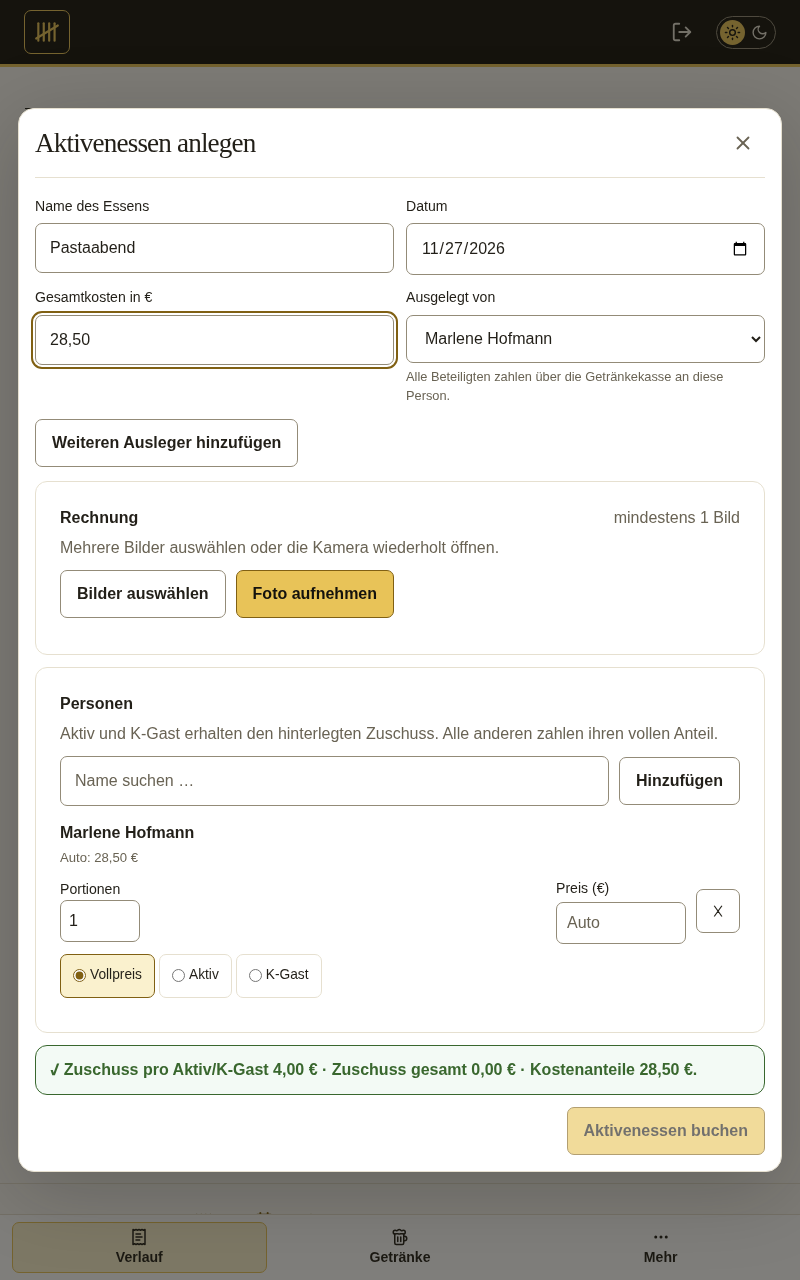 Aktivenessen anlegen
Name des Essens
Datum
Pastaabend
11/27/2026
Gesamtkosten in €
Ausgelegt von
28,50
Marlene Hofmann
Alle Beteiligten zahlen über die Getränkekasse an diese
Person.
Weiteren Ausleger hinzufügen
Rechnung
mindestens 1 Bild
Mehrere Bilder auswählen oder die Kamera wiederholt öffnen.
Bilder auswählen
Foto aufnehmen
Personen
Aktiv und K-Gast erhalten den hinterlegten Zuschuss. Alle anderen zahlen ihren vollen Anteil.
Name suchen …
Hinzufügen
Marlene Hofmann
Auto: 28,50 €
Portionen
Preis (€)
1
Auto
X
Vollpreis
Aktiv
K-Gast
✓ Zuschuss pro Aktiv/K-Gast 4,00 € · Zuschuss gesamt 0,00 € · Kostenanteile 28,50 €.
Aktivenessen buchen
Verlauf
Getränke
Mehr